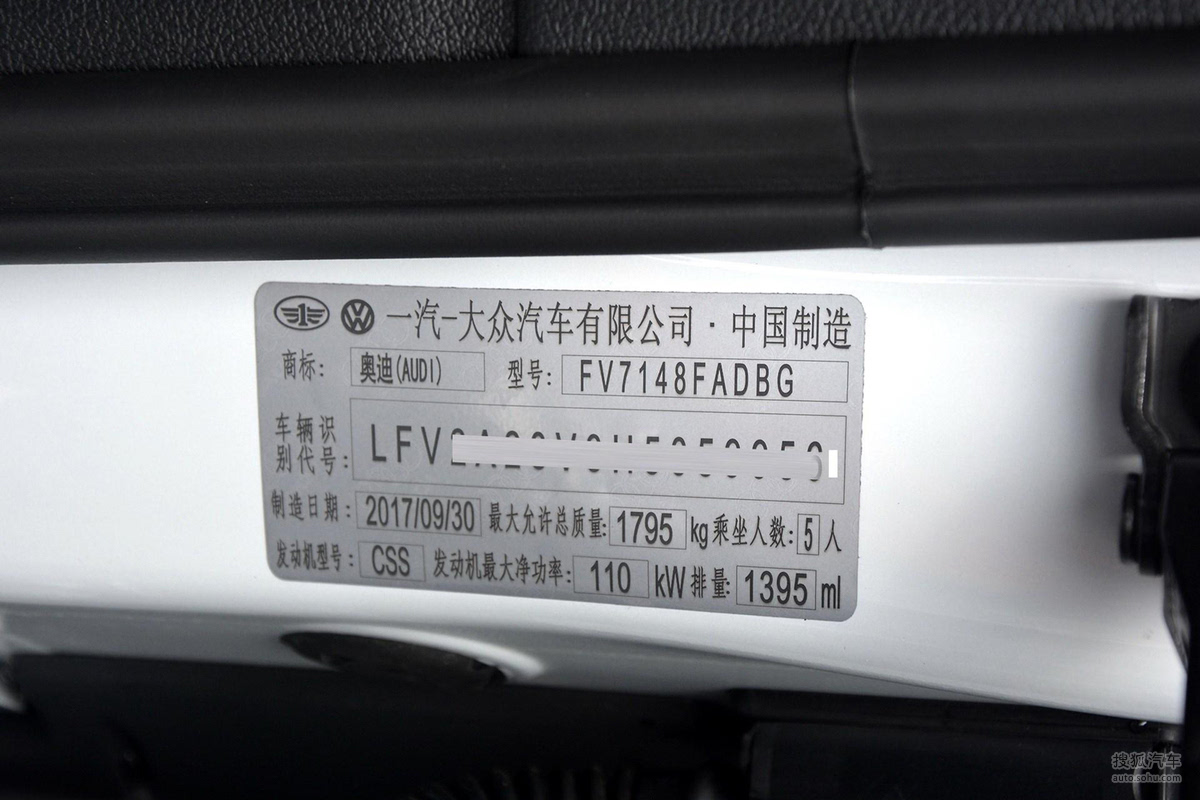 一汽-大众汽车有限公司·中国制造
商标: 奥迪(AUDI) 型号: FV7148FADBG
车辆识别代号: LFV
制造日期: 2017/09/30 最大允许总质量: 1795 kg 乘坐人数: 5 人
发动机型号: CSS 发动机最大净功率: 110 kW 排量: 1395 ml
搜狐汽车
auto.sohu.com